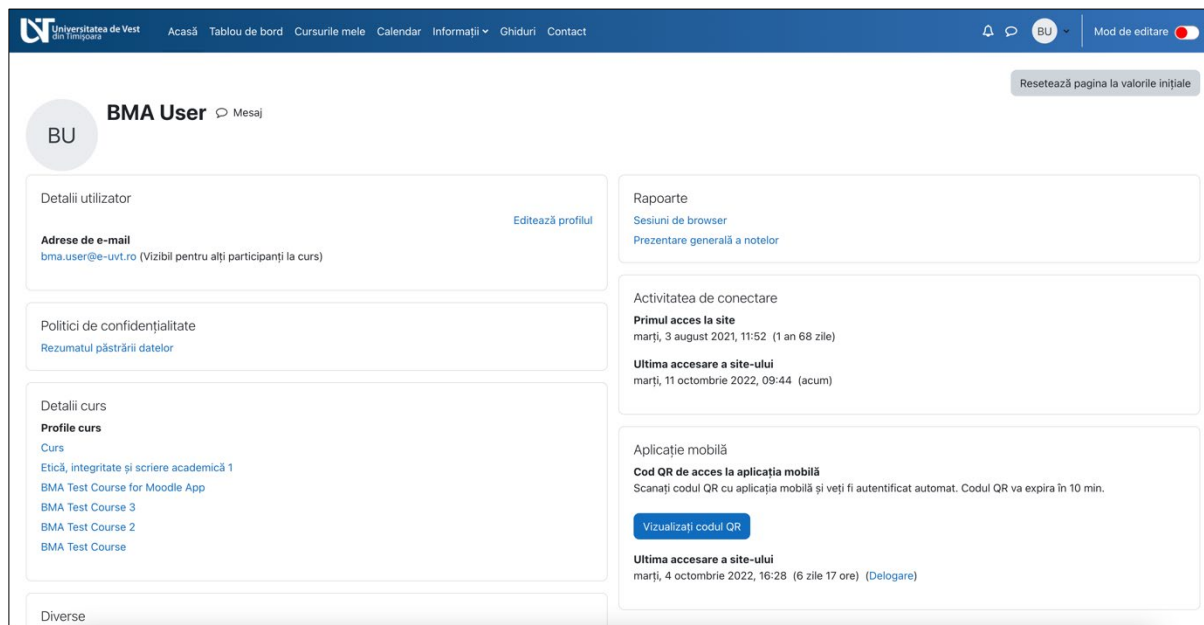 Universitatea de Vest
din Timișoara
Acasă Tablou de bord Cursurile mele Calendar Informații Ghiduri Contact
BU
Mod de editare
Resetează pagina la valorile inițiale
BU
BMA User Mesaj
Detalii utilizator
Editează profilul
Adrese de e-mail
bma.user@e-uvt.ro (Vizibil pentru alți participanți la curs)
Politici de confidențialitate
Rezumatul păstrării datelor
Detalii curs
Profile curs
Curs
Etică, integritate și scriere academică 1
BMA Test Course for Moodle App
BMA Test Course 3
BMA Test Course 2
BMA Test Course
Diverse
Rapoarte
Sesiuni de browser
Prezentare generală a notelor
Activitatea de conectare
Primul acces la site
marți, 3 august 2021, 11:52 (1 an 68 zile)
Ultima accesare a site-ului
marți, 11 octombrie 2022, 09:44 (acum)
Aplicație mobilă
Cod QR de acces la aplicația mobilă
Scanați codul QR cu aplicația mobilă și veți fi autentificat automat. Codul QR va expira în 10 min.
Vizualizați codul QR
Ultima accesare a site-ului
marți, 4 octombrie 2022, 16:28 (6 zile 17 ore) (Delogare)